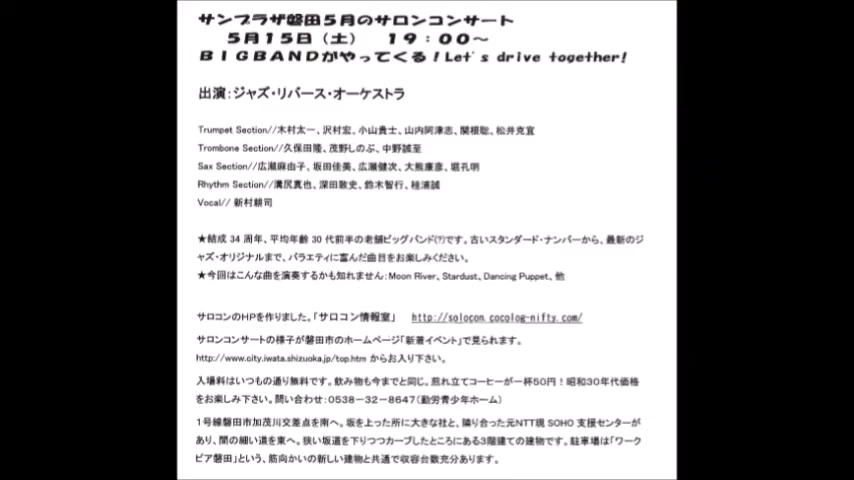 サンプラザ磐田5月のサロンコンサート
5月15日(土) 19:00～
BIGBANDがやってくる!Let's drive together!
出演:ジャズ・リバース・オーケストラ
Trumpet Section//木村太一、沢村宏、小山貴士、山内阿津志、関根聡、松井克宜
Trombone Section//久保田隆、茂野しのぶ、中野誠至
Sax Section//広瀬麻由子、坂田佳美、広瀬健次、大熊康彦、堀孔明
Rhythm Section//溝尻真也、深田敦史、鈴木智行、桂浦誠
Vocal// 新村耕司
★結成 34 周年、平均年齢 30 代前半の老舗ビッグバンド(?)です。古いスタンダード・ナンバーから、最新のジ
ャズ・オリジナルまで、バラエティに富んだ曲目をお楽しみください。
★今回はこんな曲を演奏するかも知れません:Moon River、Stardust、Dancing Puppet、他
サロコンのHPを作りました。「サロコン情報室」 http://solocon.cocolog-nifty.com/
サロンコンサートの様子が磐田市のホームページ「新着イベント」で見られます。
http://www.city.iwata.shizuoka.jp/top.htm からお入り下さい。
入場料はいつもの通り無料です。飲み物も今までと同じ。煎れ立てコーヒーが一杯50円!昭和30年代価格
をお楽しみ下さい。問い合わせ:0538-32-8647(勤労青少年ホーム)
1号線磐田市加茂川交差点を南へ。坂を上った所に大きな社と、隣り合った元NTT現 SOHO 支援センターが
あり、間の細い道を東へ。狭い坂道を下りつつカーブしたところにある3階建ての建物です。駐車場は「ワーク
ピア磐田」という、筋向かいの新しい建物と共通で収容台数充分あります。